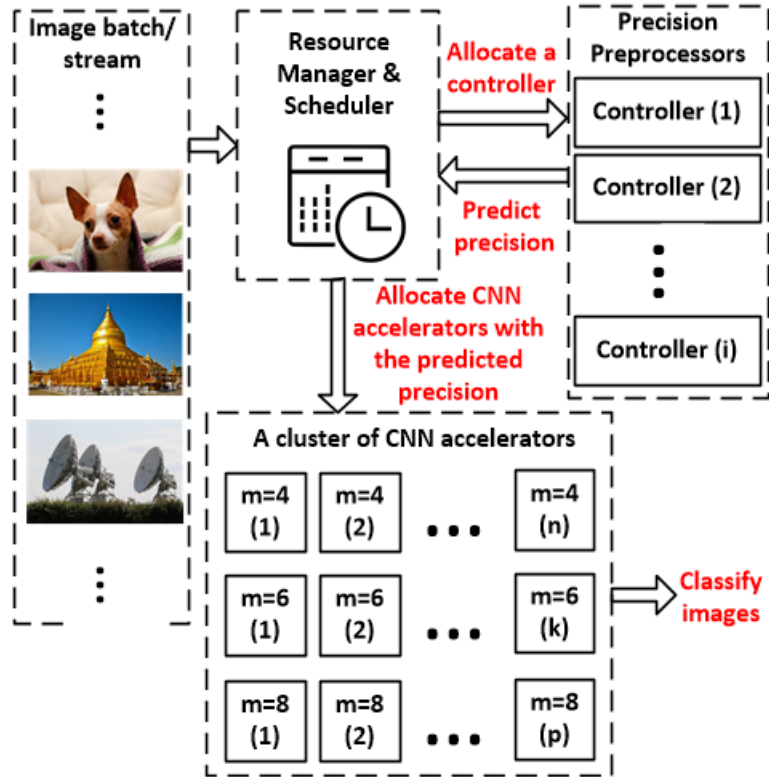 Image batch/
stream
Resource
Manager &
Scheduler
Allocate a
controller
Precision
Preprocessors
Controller (1)
Controller (2)
Predict
precision
Controller (i)
Allocate CNN
accelerators with
the predicted
precision
A cluster of CNN accelerators
m=4
(1)
m=4
(2)
m=4
(n)
m=6
(1)
m=6
(2)
m=6
(k)
Classify
images
m=8
(1)
m=8
(2)
m=8
(p)